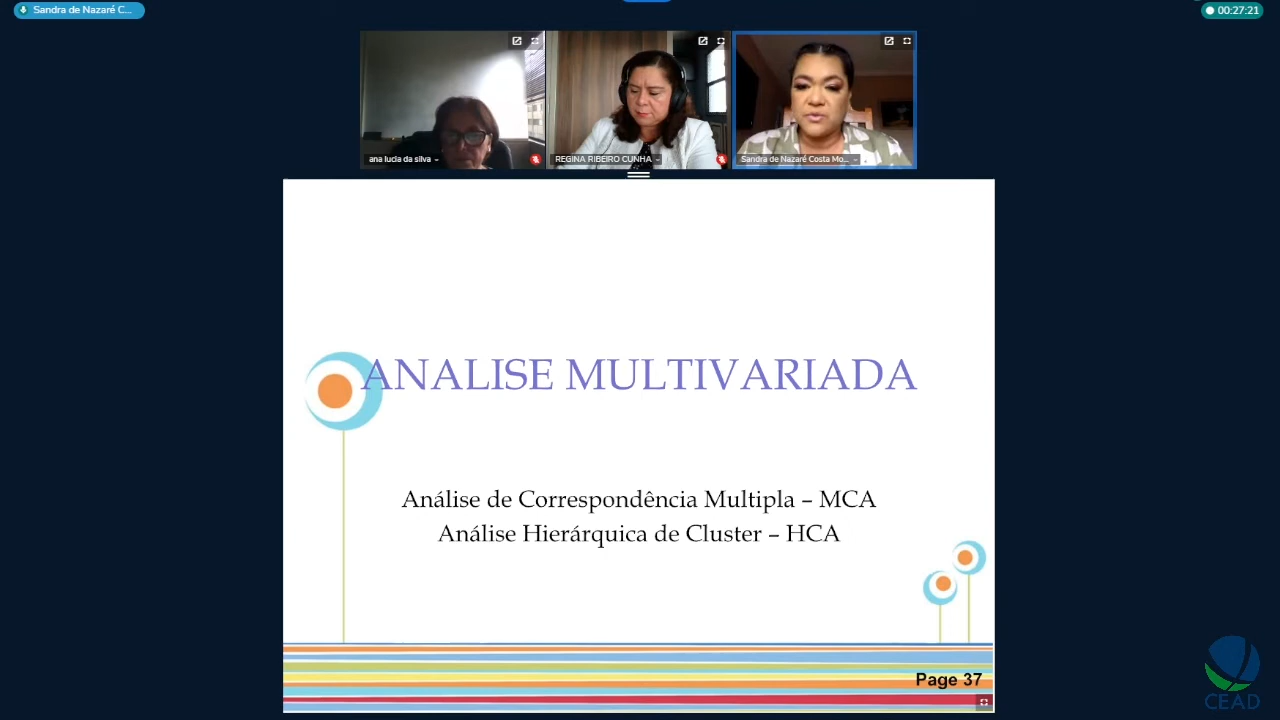 Sandra de Nazaré C...
00:27:21
ana lucia da silva
REGINA RIBEIRO CUNHA
Sandra de Nazaré Costa Mo...
ANALISE MULTIVARIADA
Análise de Correspondência Multipla – MCA
Análise Hierárquica de Cluster – HCA
Page 37
CEAD